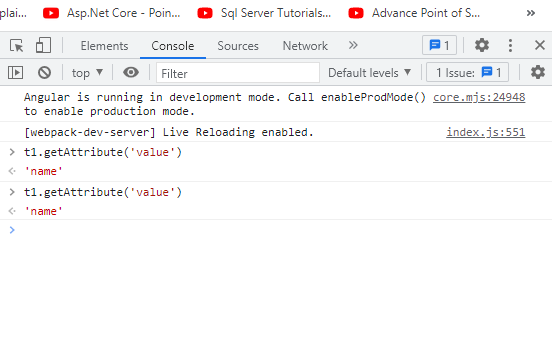 plai...
Asp.Net Core - Poin...
Sql Server Tutorials...
Advance Point of S...
»
Elements
Console
Sources
Network
»
1
top ▼
Filter
Default levels ▼
1 Issue: 1
Angular is running in development mode. Call enableProdMode() core.mjs:24948
to enable production mode.
[webpack-dev-server] Live Reloading enabled. index.js:551
> t1.getAttribute('value')
<· 'name'
> t1.getAttribute('value')
<· 'name'
>